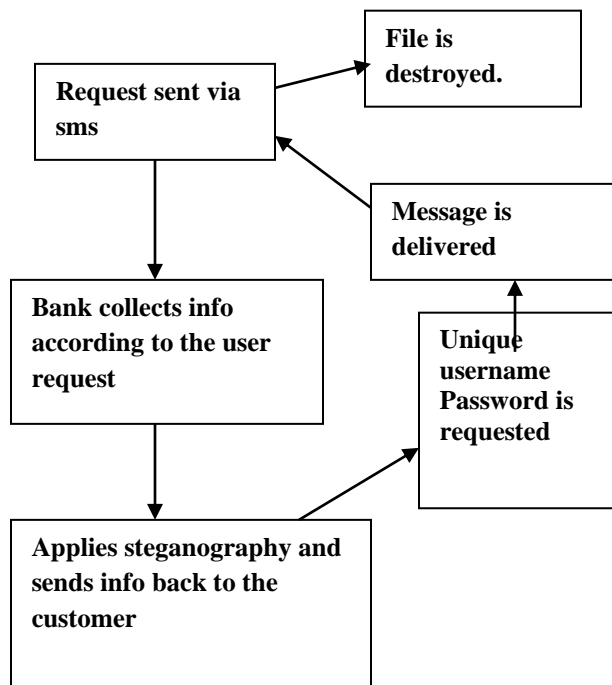 File is
destroyed.
Request sent via
sms
Message is
delivered
Bank collects info
according to the user
request
Unique
username
Password is
requested
Applies steganography and
sends info back to the
customer